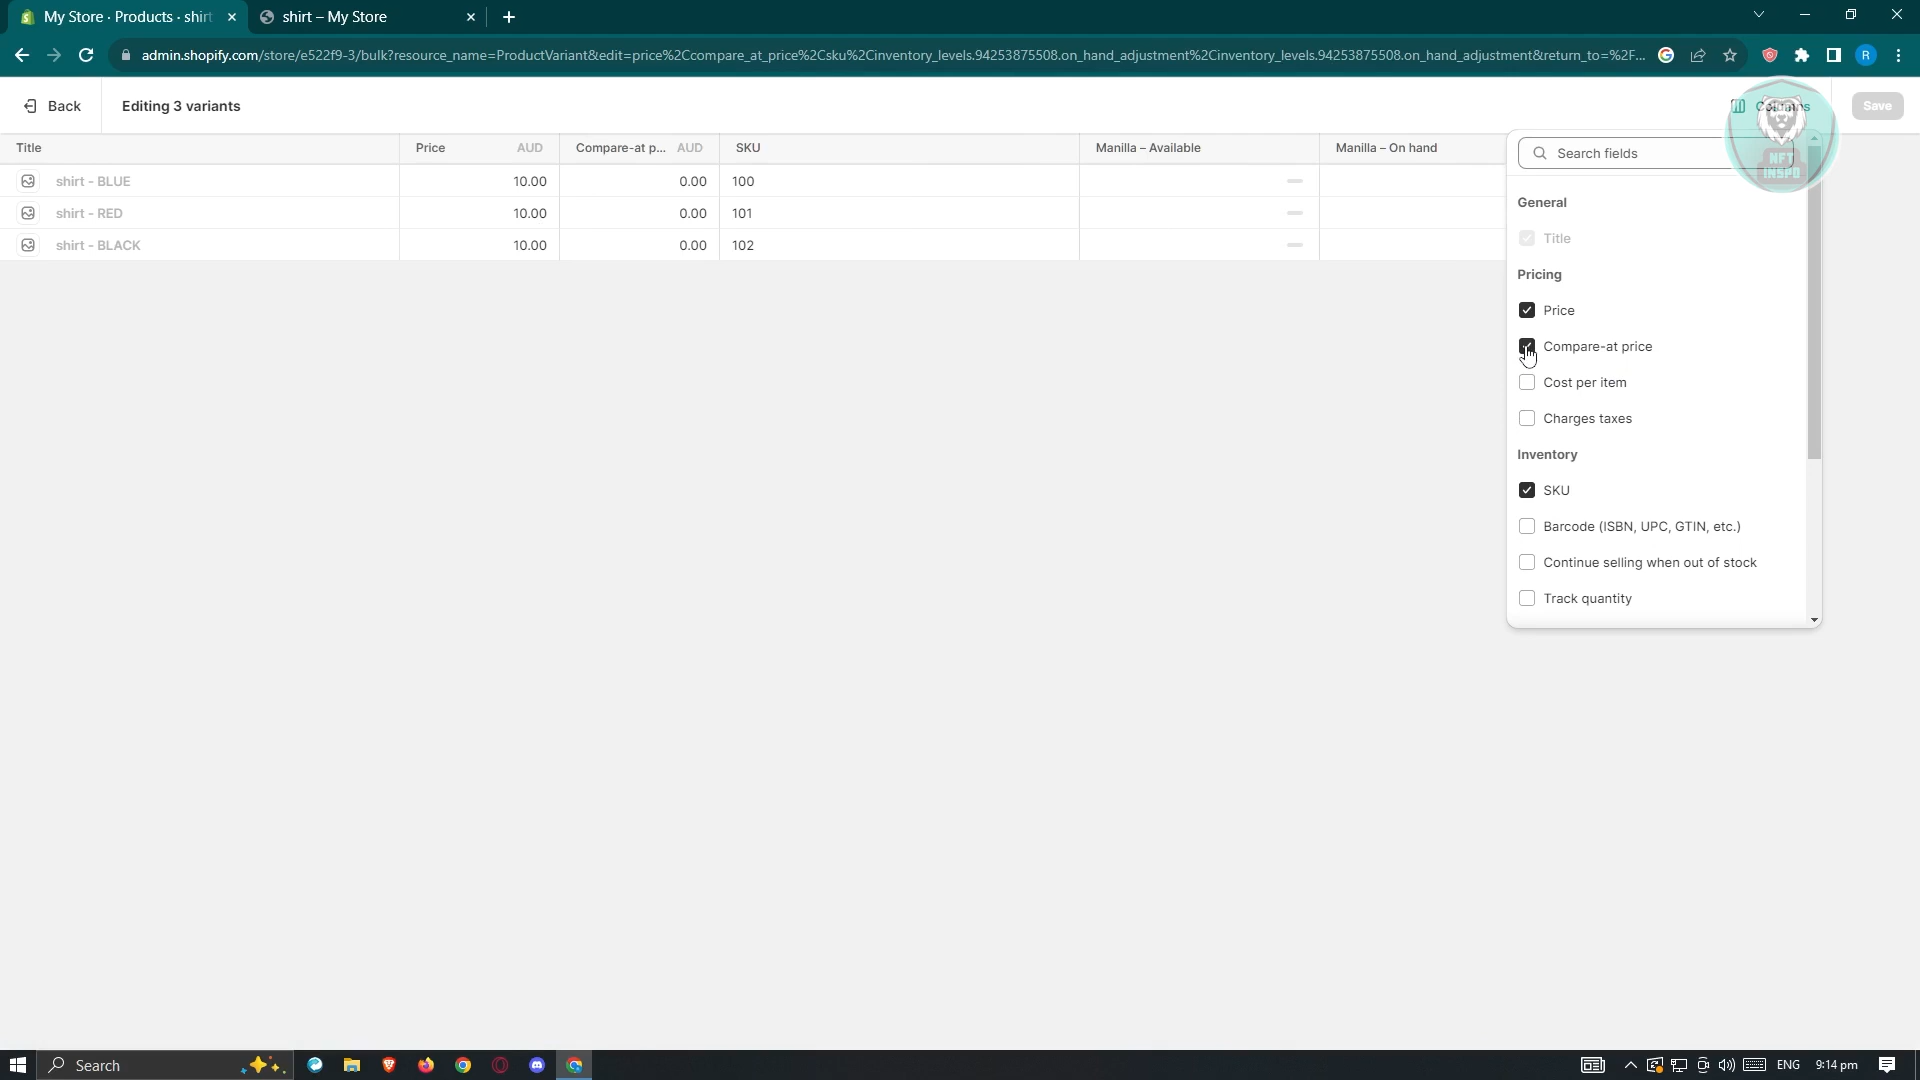 My Store · Products · shirt
shirt – My Store
admin.shopify.com/store/e522f9-3/bulk?resource_name=ProductVariant&edit=price%2Ccompare_at_price%2Csku%2Cinventory_levels.94253875508.on_hand_adjustment%2Cinventory_levels.94253875508.on_hand_adjustment&return_to=%2F...
R
Back
Editing 3 variants
Columns
Save
Title
Price AUD
Compare-at p... AUD
SKU
Manilla – Available
Manilla – On hand
shirt - BLUE 10.00 0.00 100
shirt - RED 10.00 0.00 101
shirt - BLACK 10.00 0.00 102
NFT
INSPO
Search fields
General
Title
Pricing
Price
Compare-at price
Cost per item
Charges taxes
Inventory
SKU
Barcode (ISBN, UPC, GTIN, etc.)
Continue selling when out of stock
Track quantity
Search
ENG
9:14 pm